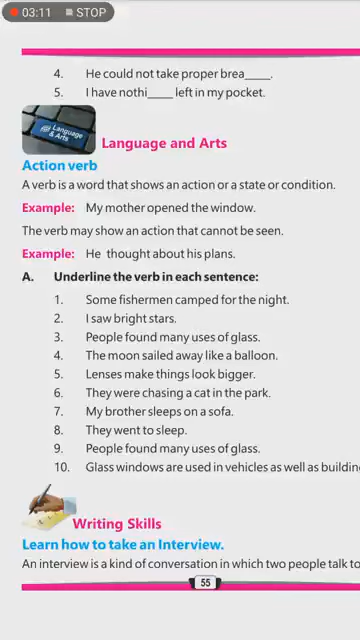 03:11 STOP
4. He could not take proper brea____.
5. I have nothi____ left in my pocket.
Language & Arts
Language and Arts
Action verb
A verb is a word that shows an action or a state or condition.
Example: My mother opened the window.
The verb may show an action that cannot be seen.
Example: He thought about his plans.
A. Underline the verb in each sentence:
1. Some fishermen camped for the night.
2. I saw bright stars.
3. People found many uses of glass.
4. The moon sailed away like a balloon.
5. Lenses make things look bigger.
6. They were chasing a cat in the park.
7. My brother sleeps on a sofa.
8. They went to sleep.
9. People found many uses of glass.
10. Glass windows are used in vehicles as well as buildin
Writing Skills
Learn how to take an Interview.
An interview is a kind of conversation in which two people talk to
55